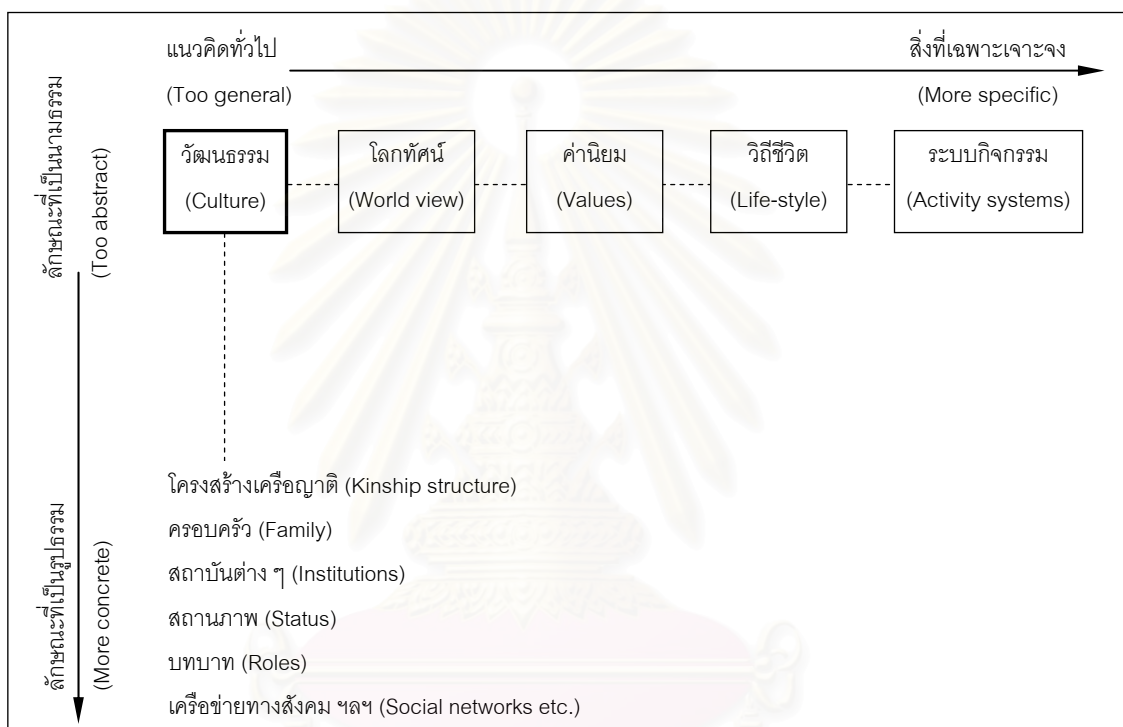 แนวคิดทั่วไป
(Too general)
สิ่งที่เฉพาะเจาะจง
(More specific)
ลักษณะที่เป็นนามธรรม
(Too abstract)
วัฒนธรรม
(Culture)
โลกทัศน์
(World view)
ค่านิยม
(Values)
วิถีชีวิต
(Life-style)
ระบบกิจกรรม
(Activity systems)
ลักษณะที่เป็นรูปธรรม
(More concrete)
โครงสร้างเครือญาติ (Kinship structure)
ครอบครัว (Family)
สถาบันต่าง ๆ (Institutions)
สถานภาพ (Status)
บทบาท (Roles)
เครือข่ายทางสังคม ฯลฯ (Social networks etc.)